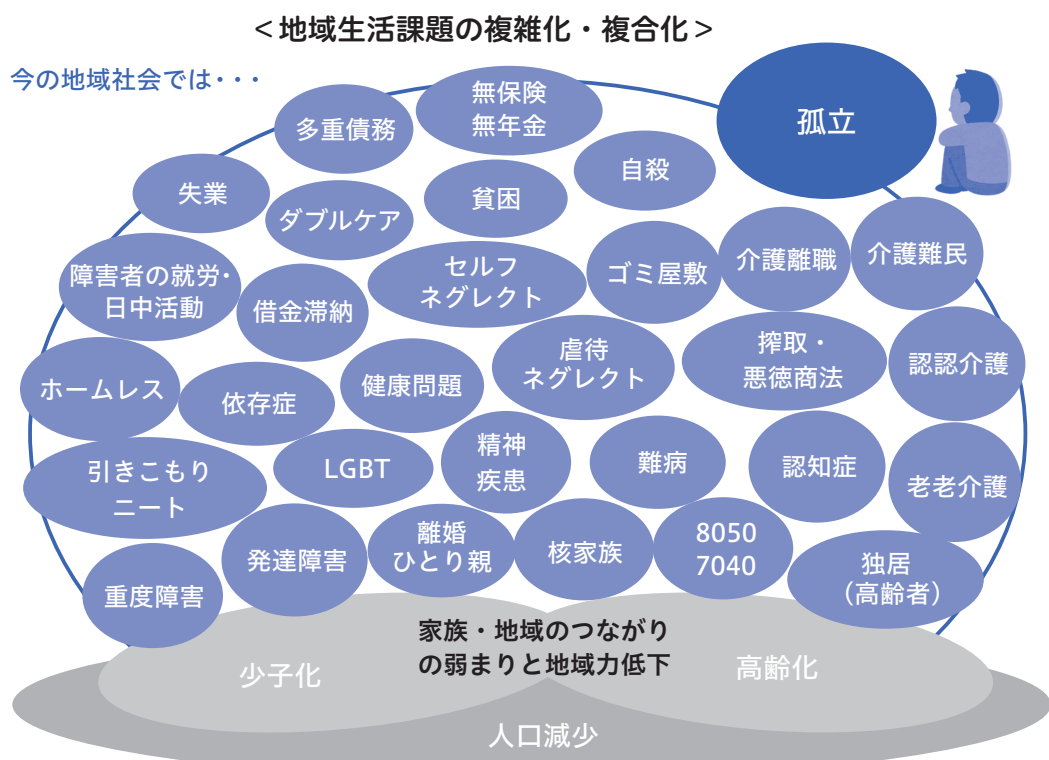 ＜地域生活課題の複雑化・複合化＞
今の地域社会では・・・
孤立
無保険
無年金
多重債務
自殺
失業
ダブルケア
貧困
障害者の就労・
日中活動
借金滞納
セルフ
ネグレクト
ゴミ屋敷
介護離職
介護難民
ホームレス
依存症
健康問題
虐待
ネグレクト
搾取・
悪徳商法
認認介護
引きこもり
ニート
LGBT
精神
疾患
難病
認知症
老老介護
重度障害
発達障害
離婚
ひとり親
核家族
8050
7040
独居
（高齢者）
家族・地域のつながり
の弱まりと地域力低下
少子化
高齢化
人口減少